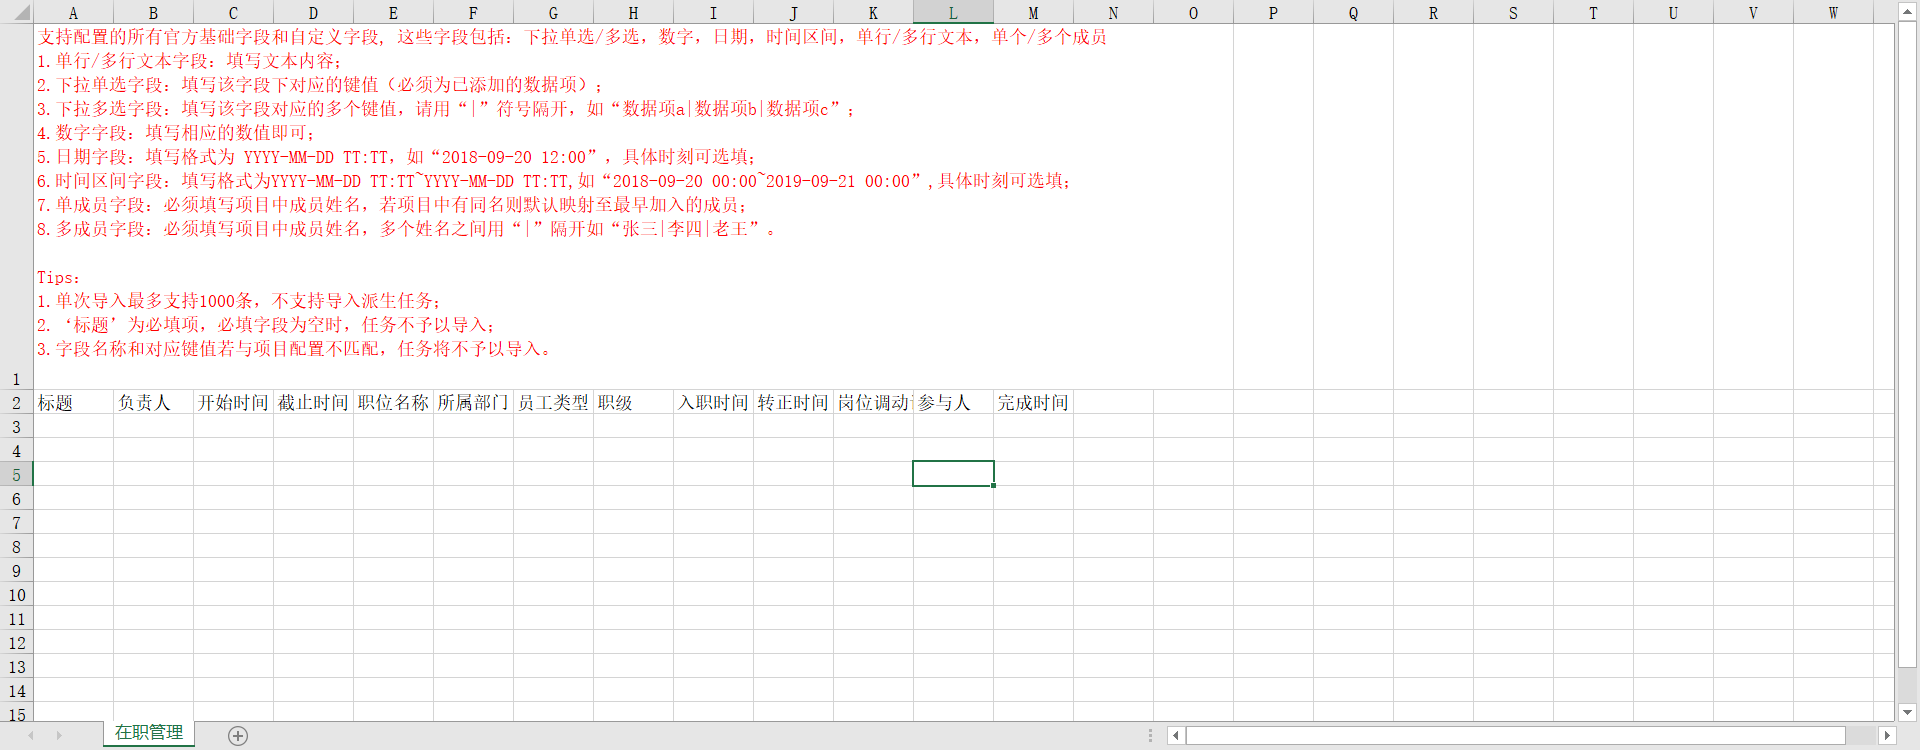 A B C D E F G H I J K L M N O P Q R S T U V W
支持配置的所有官方基础字段和自定义字段, 这些字段包括：下拉单选/多选，数字，日期，时间区间，单行/多行文本，单个/多个成员
1.单行/多行文本字段：填写文本内容；
2.下拉单选字段：填写该字段下对应的键值（必须为已添加的数据项）；
3.下拉多选字段：填写该字段对应的多个键值，请用“|”符号隔开，如“数据项a|数据项b|数据项c”；
4.数字字段：填写相应的数值即可；
5.日期字段：填写格式为 YYYY-MM-DD TT:TT，如“2018-09-20 12:00”，具体时刻可选填；
6.时间区间字段：填写格式为YYYY-MM-DD TT:TT~YYYY-MM-DD TT:TT,如“2018-09-20 00:00~2019-09-21 00:00”,具体时刻可选填；
7.单成员字段：必须填写项目中成员姓名，若项目中有同名则默认映射至最早加入的成员；
8.多成员字段：必须填写项目中成员姓名，多个姓名之间用“|”隔开如“张三|李四|老王”。
Tips：
1.单次导入最多支持1000条，不支持导入派生任务；
2.‘标题’为必填项，必填字段为空时，任务不予以导入；
3.字段名称和对应键值若与项目配置不匹配，任务将不予以导入。
1
2 标题 负责人 开始时间 截止时间 职位名称 所属部门 员工类型 职级 入职时间 转正时间 岗位调动 参与人 完成时间
3
4
5
6
7
8
9
10
11
12
13
14
15
在职管理